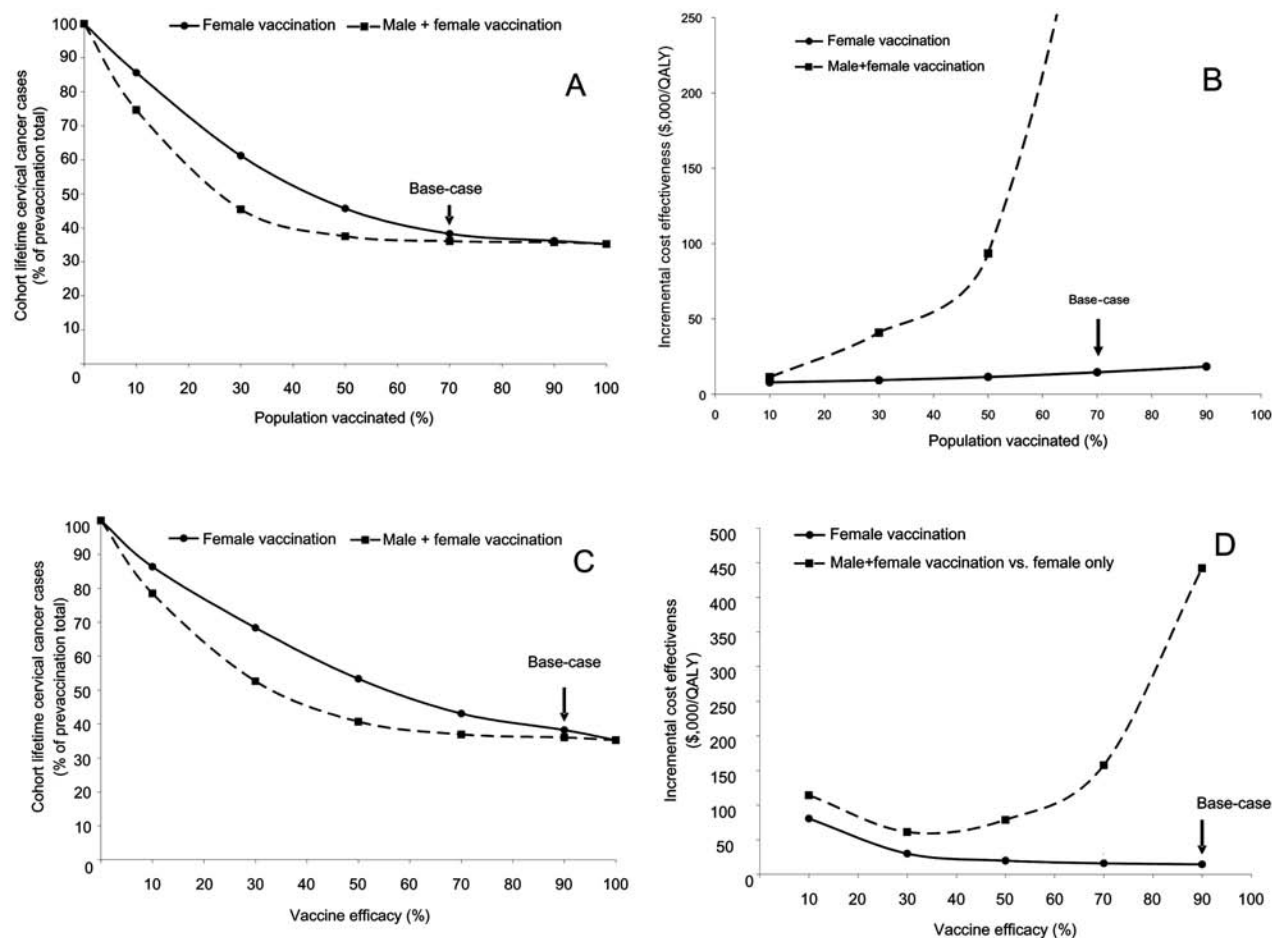 Female vaccination
Male + female vaccination
A
Base-case
Cohort lifetime cervical cancer cases
(% of prevaccination total)
100
90
80
70
60
50
40
30
20
10
0
10
20
30
40
50
60
70
80
90
100
Population vaccinated (%)
Female vaccination
Male+female vaccination
B
Base-case
Incremental cost effectiveness ($,000/QALY)
250
200
150
100
50
0
0
10
20
30
40
50
60
70
80
90
100
Population vaccinated (%)
Female vaccination
Male + female vaccination
C
Base-case
Cohort lifetime cervical cancer cases
(% of prevaccination total)
100
90
80
70
60
50
40
30
20
10
0
10
20
30
40
50
60
70
80
90
100
Vaccine efficacy (%)
Female vaccination
Male+female vaccination vs. female only
D
Base-case
Incremental cost effectivenss
($,000/QALY)
500
450
400
350
300
250
200
150
100
50
0
10
20
30
40
50
60
70
80
90
100
Vaccine efficacy (%)